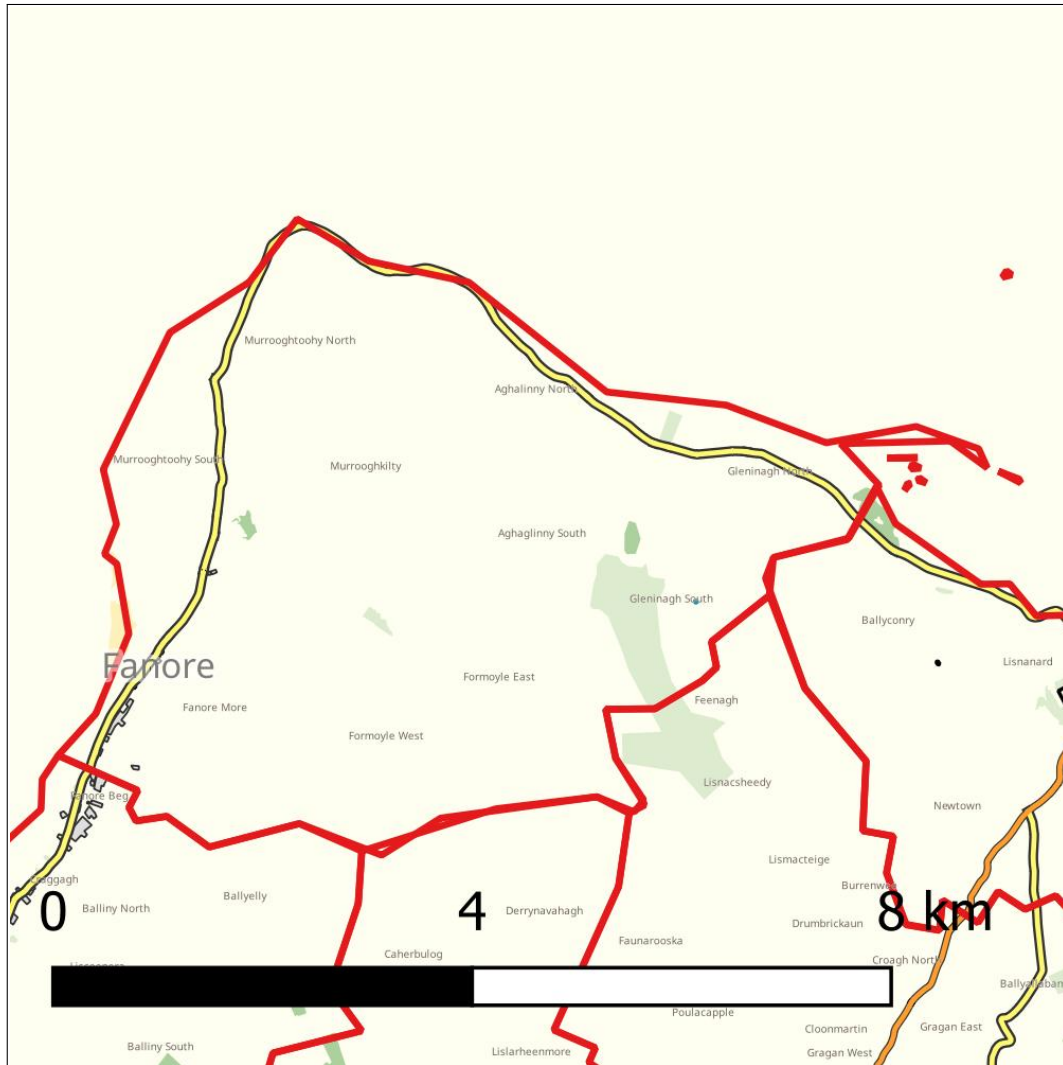 Murrooghtoohy North
Aghalinny North
Murrooghtoohy South
Murrooghkilty
Gleninagh North
Aghaglinny South
Gleninagh South
Ballyconry
Lisnanard
Fanore
Formoyle East
Feenagh
Fanore More
Formoyle West
Lisnacsheedy
Fanore Beg
Newtown
Lismacteige
Craggagh
Burrenwee
Ballyelly
Balliny North
Derrynavahagh
Drumbrickaun
0 4 8 km
Faunarooska
Caherbulog
Croagh North
Ballyallaban
Poulacapple
Gragan East
Cloonmartin
Balliny South
Lislarheenmore
Gragan West